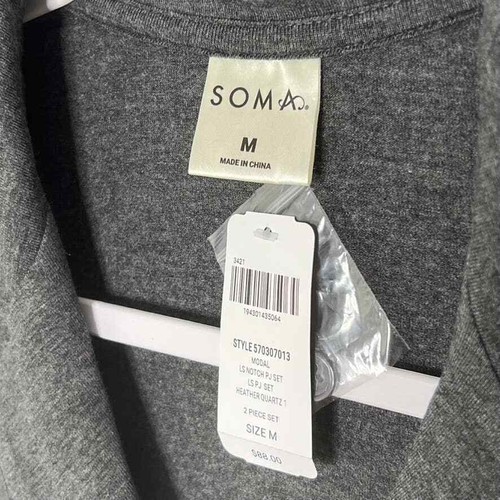 SOMA®
M
MADE IN CHINA
3421
194301435064
STYLE 570307013
MODAL
LS NOTCH PJ SET
LS PJ SET
HEATHER QUARTZ 1
2 PIECE SET
SIZE M
$88.00